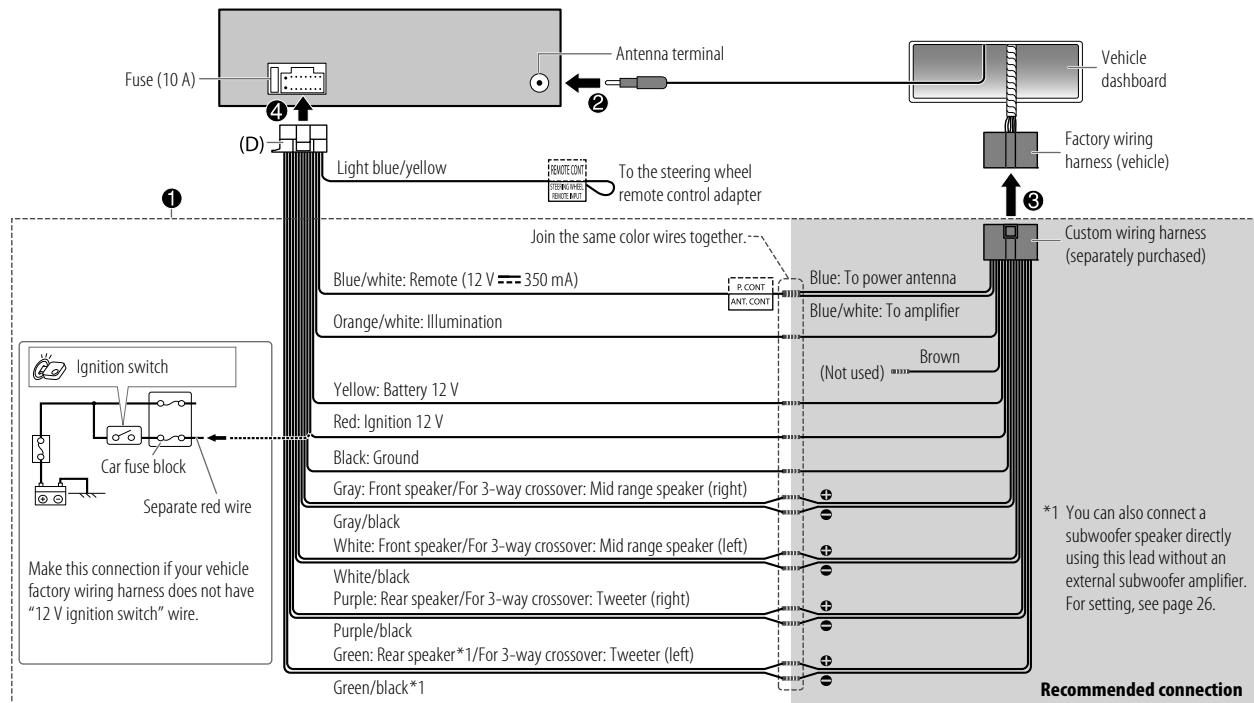 Antenna terminal
Fuse (10 A)
Vehicle
dashboard
❷
❹
(D)
Factory wiring
harness (vehicle)
Light blue/yellow
REMOTE CONT
STEERING WHEEL
REMOTE INPUT
To the steering wheel
remote control adapter
❶
❸
Join the same color wires together.
Custom wiring harness
(separately purchased)
Blue/white: Remote (12 V ⎓ 350 mA)
P. CONT
ANT. CONT
Blue: To power antenna
Blue/white: To amplifier
Orange/white: Illumination
Brown
(Not used)
Ignition switch
Yellow: Battery 12 V
Red: Ignition 12 V
Car fuse block
Separate red wire
Black: Ground
Gray: Front speaker/For 3-way crossover: Mid range speaker (right)
⊕
⊖
Gray/black
White: Front speaker/For 3-way crossover: Mid range speaker (left)
⊕
⊖
White/black
Purple: Rear speaker/For 3-way crossover: Tweeter (right)
⊕
⊖
Purple/black
Green: Rear speaker*1/For 3-way crossover: Tweeter (left)
⊕
⊖
Green/black*1
Make this connection if your vehicle
factory wiring harness does not have
“12 V ignition switch” wire.
*1 You can also connect a
subwoofer speaker directly
using this lead without an
external subwoofer amplifier.
For setting, see page 26.
Recommended connection